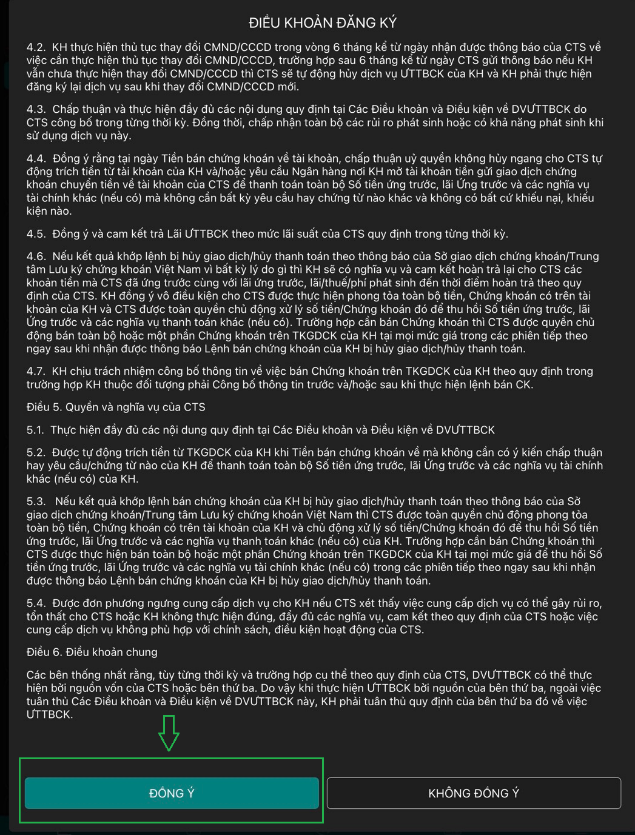 ĐIỀU KHOẢN ĐĂNG KÝ
4.2. KH thực hiện thủ tục thay đổi CMND/CCCD trong vòng 6 tháng kể từ ngày nhận được thông báo của CTS về
việc cần thực hiện thủ tục thay đổi CMND/CCCD, trường hợp sau 6 tháng kể từ ngày CTS gửi thông báo nếu KH
vẫn chưa thực hiện thay đổi CMND/CCCD thì CTS sẽ tự động hủy dịch vụ ƯTTBCK của KH và KH phải thực hiện
đăng ký lại dịch vụ sau khi thay đổi CMND/CCCD mới.
4.3. Chấp thuận và thực hiện đầy đủ các nội dung quy định tại Các Điều khoản và Điều kiện về DVƯTTBCK do
CTS công bố trong từng thời kỳ. Đồng thời, chấp nhận toàn bộ các rủi ro phát sinh hoặc có khả năng phát sinh khi
sử dụng dịch vụ này.
4.4. Đồng ý rằng tại ngày Tiền bán chứng khoán về tài khoản, chấp thuận uỷ quyền không hủy ngang cho CTS tự
động trích tiền từ tài khoản của KH và/hoặc yêu cầu Ngân hàng nơi KH mở tài khoản tiền gửi giao dịch chứng
khoán chuyển tiền về tài khoản của CTS để thanh toán toàn bộ Số tiền ứng trước, lãi Ứng trước và các nghĩa vụ
tài chính khác (nếu có) mà không cần bất kỳ yêu cầu hay chứng từ nào khác và không có bất cứ khiếu nại, khiếu
kiện nào.
4.5. Đồng ý và cam kết trả Lãi ƯTTBCK theo mức lãi suất của CTS quy định trong từng thời kỳ.
4.6. Nếu kết quả khớp lệnh bị hủy giao dịch/hủy thanh toán theo thông báo của Sở giao dịch chứng khoán/Trung
tâm Lưu ký chứng khoán Việt Nam vì bất kỳ lý do gì thì KH sẽ có nghĩa vụ và cam kết hoàn trả lại cho CTS các
khoản tiền mà CTS đã ứng trước cùng với lãi ứng trước, lãi/thuế/phí phát sinh đến thời điểm hoàn trả theo quy
định của CTS. KH đồng ý vô điều kiện cho CTS được thực hiện phong tỏa toàn bộ tiền, Chứng khoán có trên tài
khoản của KH và CTS được toàn quyền chủ động xử lý số tiền/Chứng khoán đó để thu hồi Số tiền ứng trước, lãi
Ứng trước và các nghĩa vụ thanh toán khác (nếu có). Trường hợp cần bán Chứng khoán thì CTS được quyền chủ
động bán toàn bộ hoặc một phần Chứng khoán trên TKGDCK của KH tại mọi mức giá trong các phiên tiếp theo
ngay sau khi nhận được thông báo Lệnh bán chứng khoán của KH bị hủy giao dịch/hủy thanh toán.
4.7. KH chịu trách nhiệm công bố thông tin về việc bán Chứng khoán trên TKGDCK của KH theo quy định trong
trường hợp KH thuộc đối tượng phải Công bố thông tin trước và/hoặc sau khi thực hiện lệnh bán CK.
Điều 5. Quyền và nghĩa vụ của CTS
5.1. Thực hiện đầy đủ các nội dung quy định tại Các Điều khoản và Điều kiện về DVƯTTBCK
5.2. Được tự động trích tiền từ TKGDCK của KH khi Tiền bán chứng khoán về mà không cần có ý kiến chấp thuận
hay yêu cầu/chứng từ nào của KH để thanh toán toàn bộ Số tiền ứng trước, lãi Ứng trước và các nghĩa vụ tài chính
khác (nếu có) của KH.
5.3. Nếu kết quả khớp lệnh bán chứng khoán của KH bị hủy giao dịch/hủy thanh toán theo thông báo của Sở
giao dịch chứng khoán/Trung tâm Lưu ký chứng khoán Việt Nam thì CTS được toàn quyền chủ động phong tỏa
toàn bộ tiền, Chứng khoán có trên tài khoản của KH và chủ động xử lý số tiền/Chứng khoán đó để thu hồi Số tiền
ứng trước, lãi Ứng trước và các nghĩa vụ thanh toán khác (nếu có) của KH. Trường hợp cần bán Chứng khoán thì
CTS được thực hiện bán toàn bộ hoặc một phần Chứng khoán trên TKGDCK của KH tại mọi mức giá để thu hồi Số
tiền ứng trước, lãi Ứng trước và các nghĩa vụ tài chính khác (nếu có) trong các phiên tiếp theo ngay sau khi nhận
được thông báo Lệnh bán chứng khoán của KH bị hủy giao dịch/hủy thanh toán.
5.4. Được đơn phương ngưng cung cấp dịch vụ cho KH nếu CTS xét thấy việc cung cấp dịch vụ có thể gây rủi ro,
tổn thất cho CTS hoặc KH không thực hiện đúng, đầy đủ các nghĩa vụ, cam kết theo quy định của CTS hoặc việc
cung cấp dịch vụ không phù hợp với chính sách, điều kiện hoạt động của CTS.
Điều 6. Điều khoản chung
Các bên thống nhất rằng, tùy từng thời kỳ và trường hợp cụ thể theo quy định của CTS, DVƯTTBCK có thể thực
hiện bởi nguồn vốn của CTS hoặc bên thứ ba. Do vậy khi thực hiện ƯTTBCK bởi nguồn của bên thứ ba, ngoài việc
tuân thủ Các Điều khoản và Điều kiện về DVƯTTBCK này, KH phải tuân thủ quy định của bên thứ ba đó về việc
ƯTTBCK.
ĐỒNG Ý
KHÔNG ĐỒNG Ý